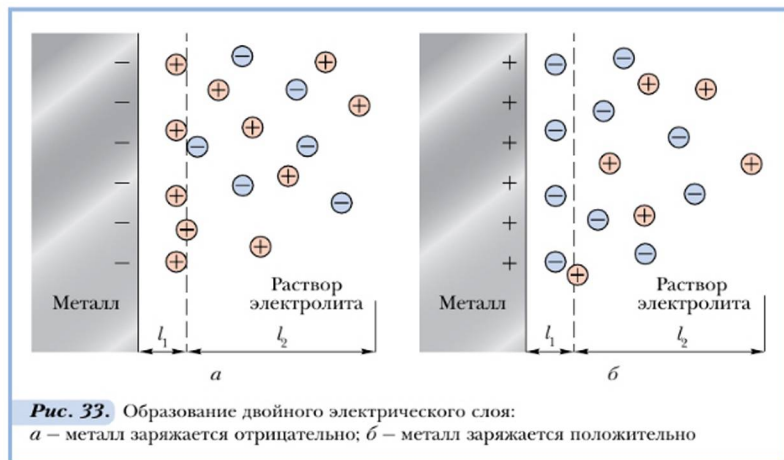 Металл
Раствор
электролита
l₁
l₂
а
Металл
Раствор
электролита
l₁
l₂
б
Рис. 33. Образование двойного электрического слоя:
а – металл заряжается отрицательно; б – металл заряжается положительно